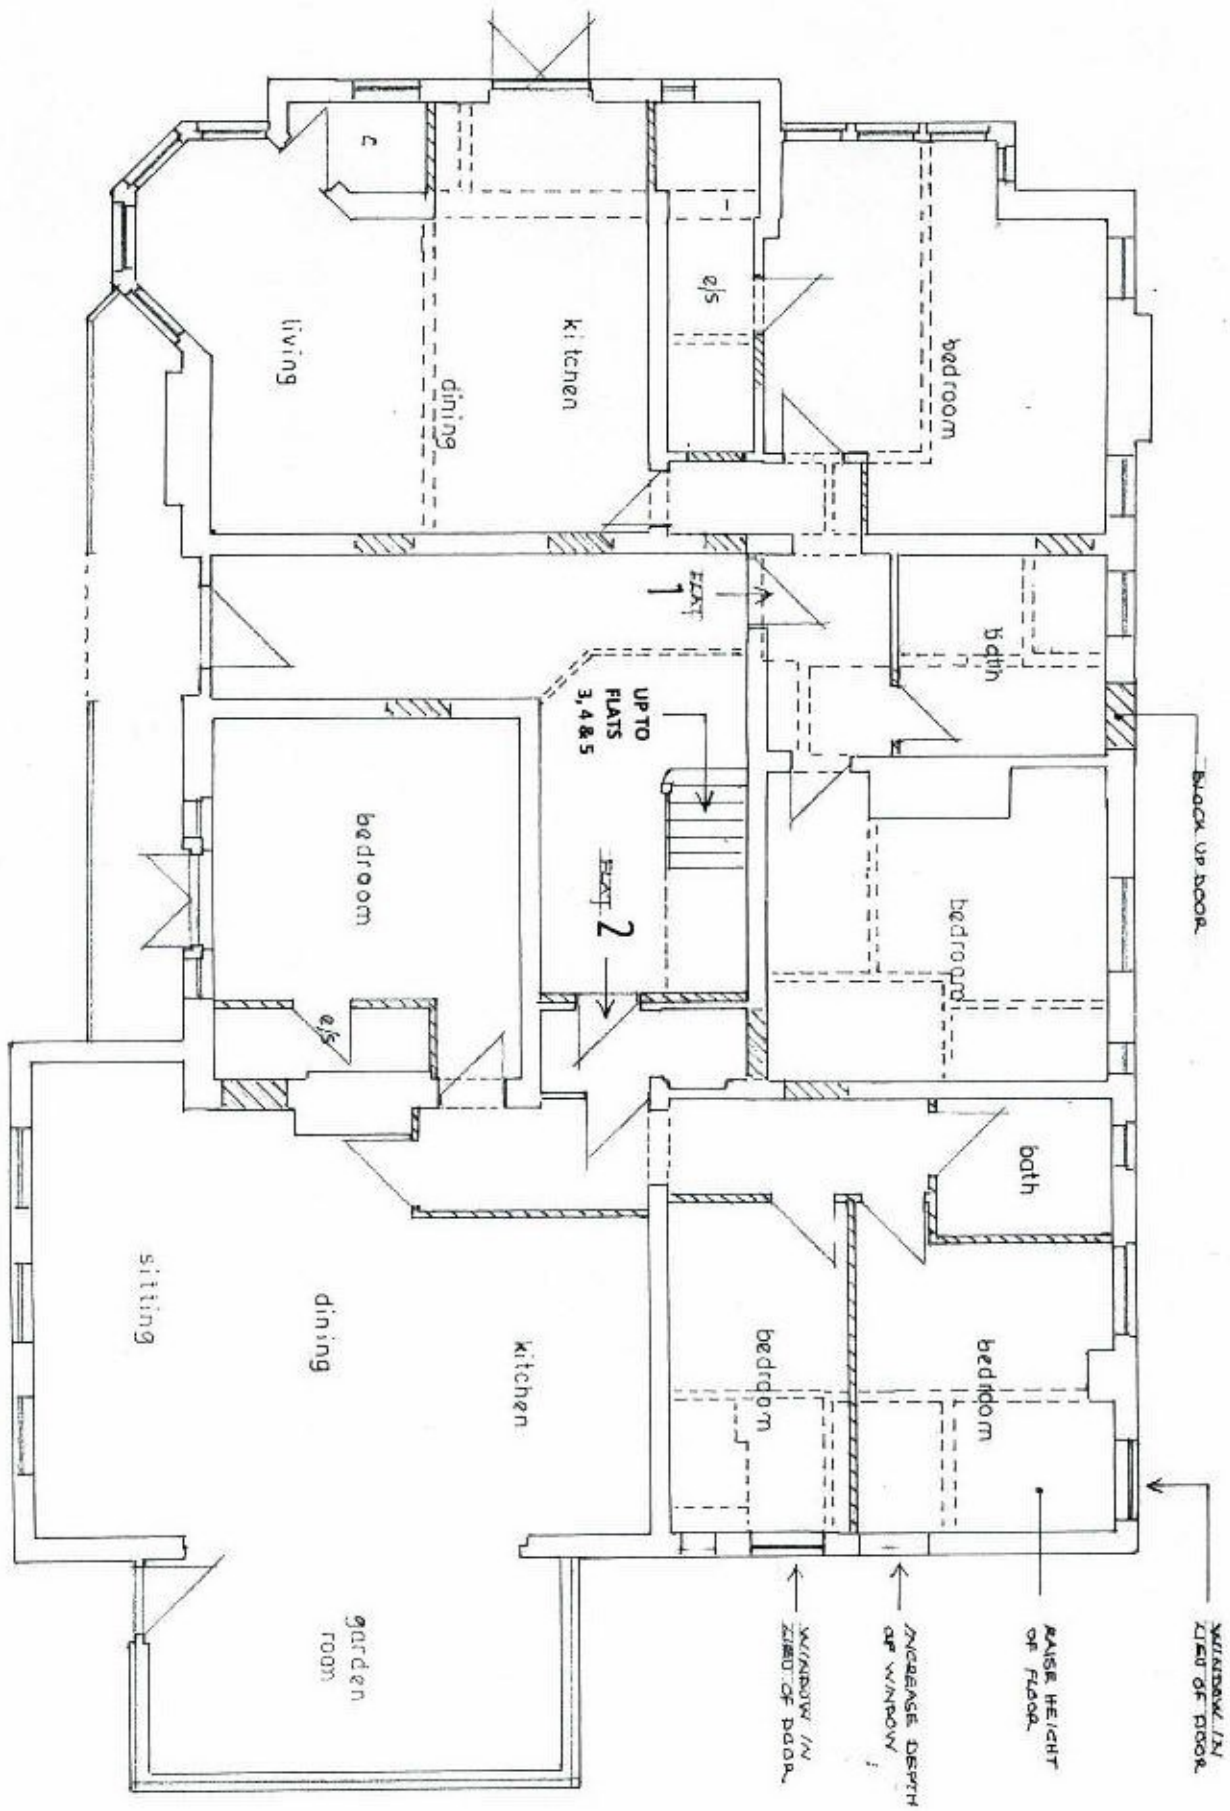 BLOCK UP DOOR
WINDOW IN
LIEU OF DOOR
RAISE HEIGHT
OF FLOOR
INCREASE DEPTH
OF WINDOW
WINDOW IN
LIEU OF DOOR
bedroom
bath
bedroom
bath
bedroom
e/s
FLAT
1
bedroom
kitchen
dining
living
c
UP TO
FLATS
3, 4 & 5
FLAT 2
bedroom
e/s
kitchen
dining
sitting
garden
room